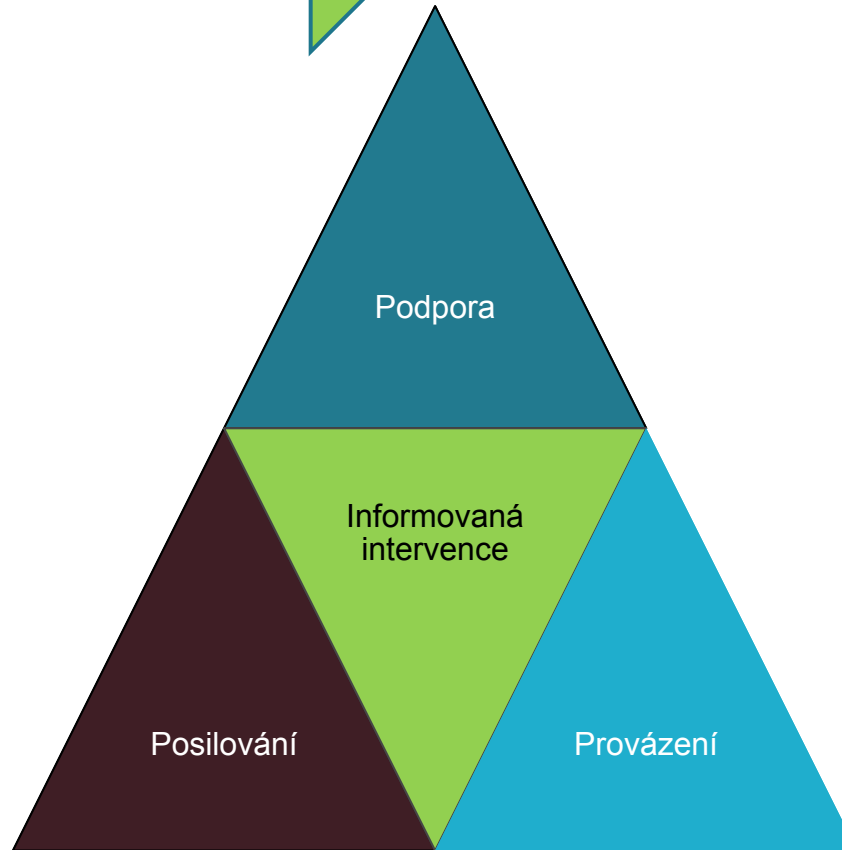 Podpora
Informovaná
intervence
Posilování
Provázení